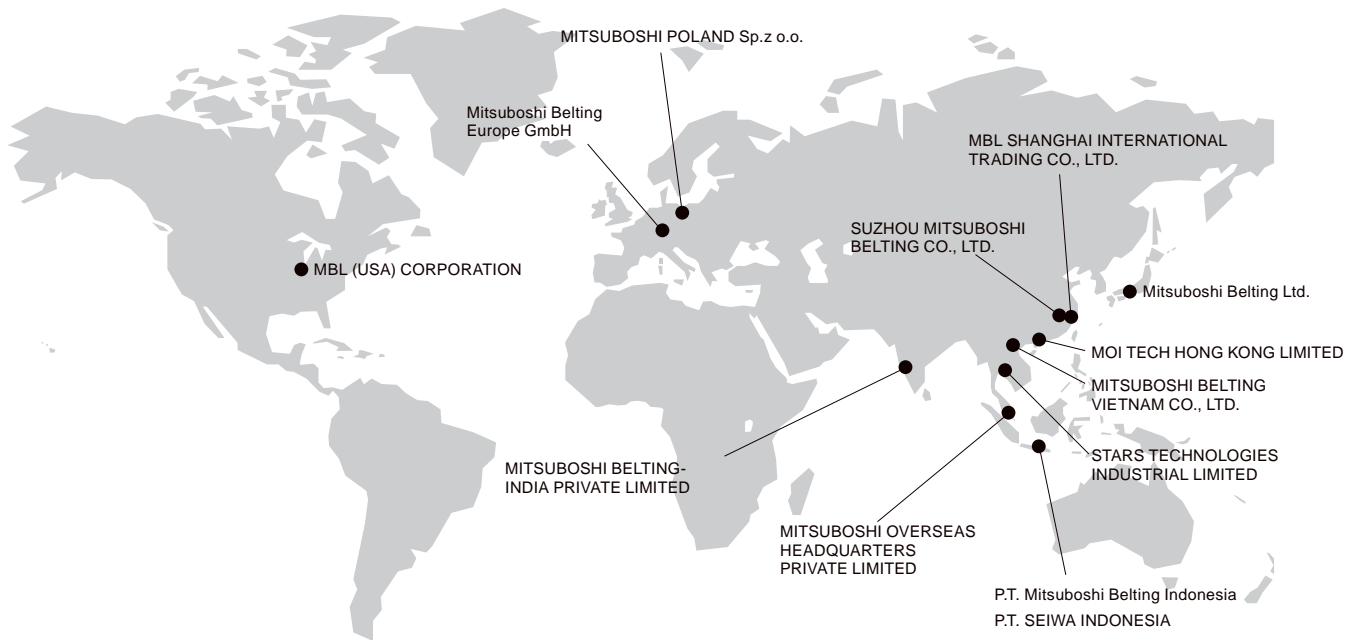 MITSUBOSHI POLAND Sp.z o.o.
Mitsuboshi Belting
Europe GmbH
MBL SHANGHAI INTERNATIONAL
TRADING CO., LTD.
SUZHOU MITSUBOSHI
BELTING CO., LTD.
MBL (USA) CORPORATION
Mitsuboshi Belting Ltd.
MOI TECH HONG KONG LIMITED
MITSUBOSHI BELTING
VIETNAM CO., LTD.
STARS TECHNOLOGIES
INDUSTRIAL LIMITED
MITSUBOSHI BELTING-
INDIA PRIVATE LIMITED
MITSUBOSHI OVERSEAS
HEADQUARTERS
PRIVATE LIMITED
P.T. Mitsuboshi Belting Indonesia
P.T. SEIWA INDONESIA